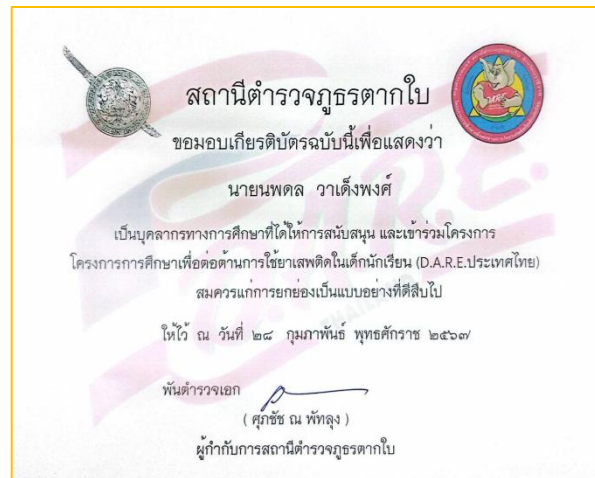 สถานีตำรวจภูธรตากใบ
ขอมอบเกียรติบัตรฉบับนี้เพื่อแสดงว่า
นายนพดล วาเด็งพงศ์
เป็นบุคลากรทางการศึกษาที่ได้ให้การสนับสนุน และเข้าร่วมโครงการ
โครงการการศึกษาเพื่อต่อต้านการใช้ยาเสพติดในเด็กนักเรียน (D.A.R.E.ประเทศไทย)
สมควรแก่การยกย่องเป็นแบบอย่างที่ดีสืบไป
ให้ไว้ ณ วันที่ ๒๘ กุมภาพันธ์ พุทธศักราช ๒๕๖๗
พันตำรวจเอก
( ศุภชัช ณ พัทลุง )
ผู้กำกับการสถานีตำรวจภูธรตากใบ
D.A.R.E.
THAILAND